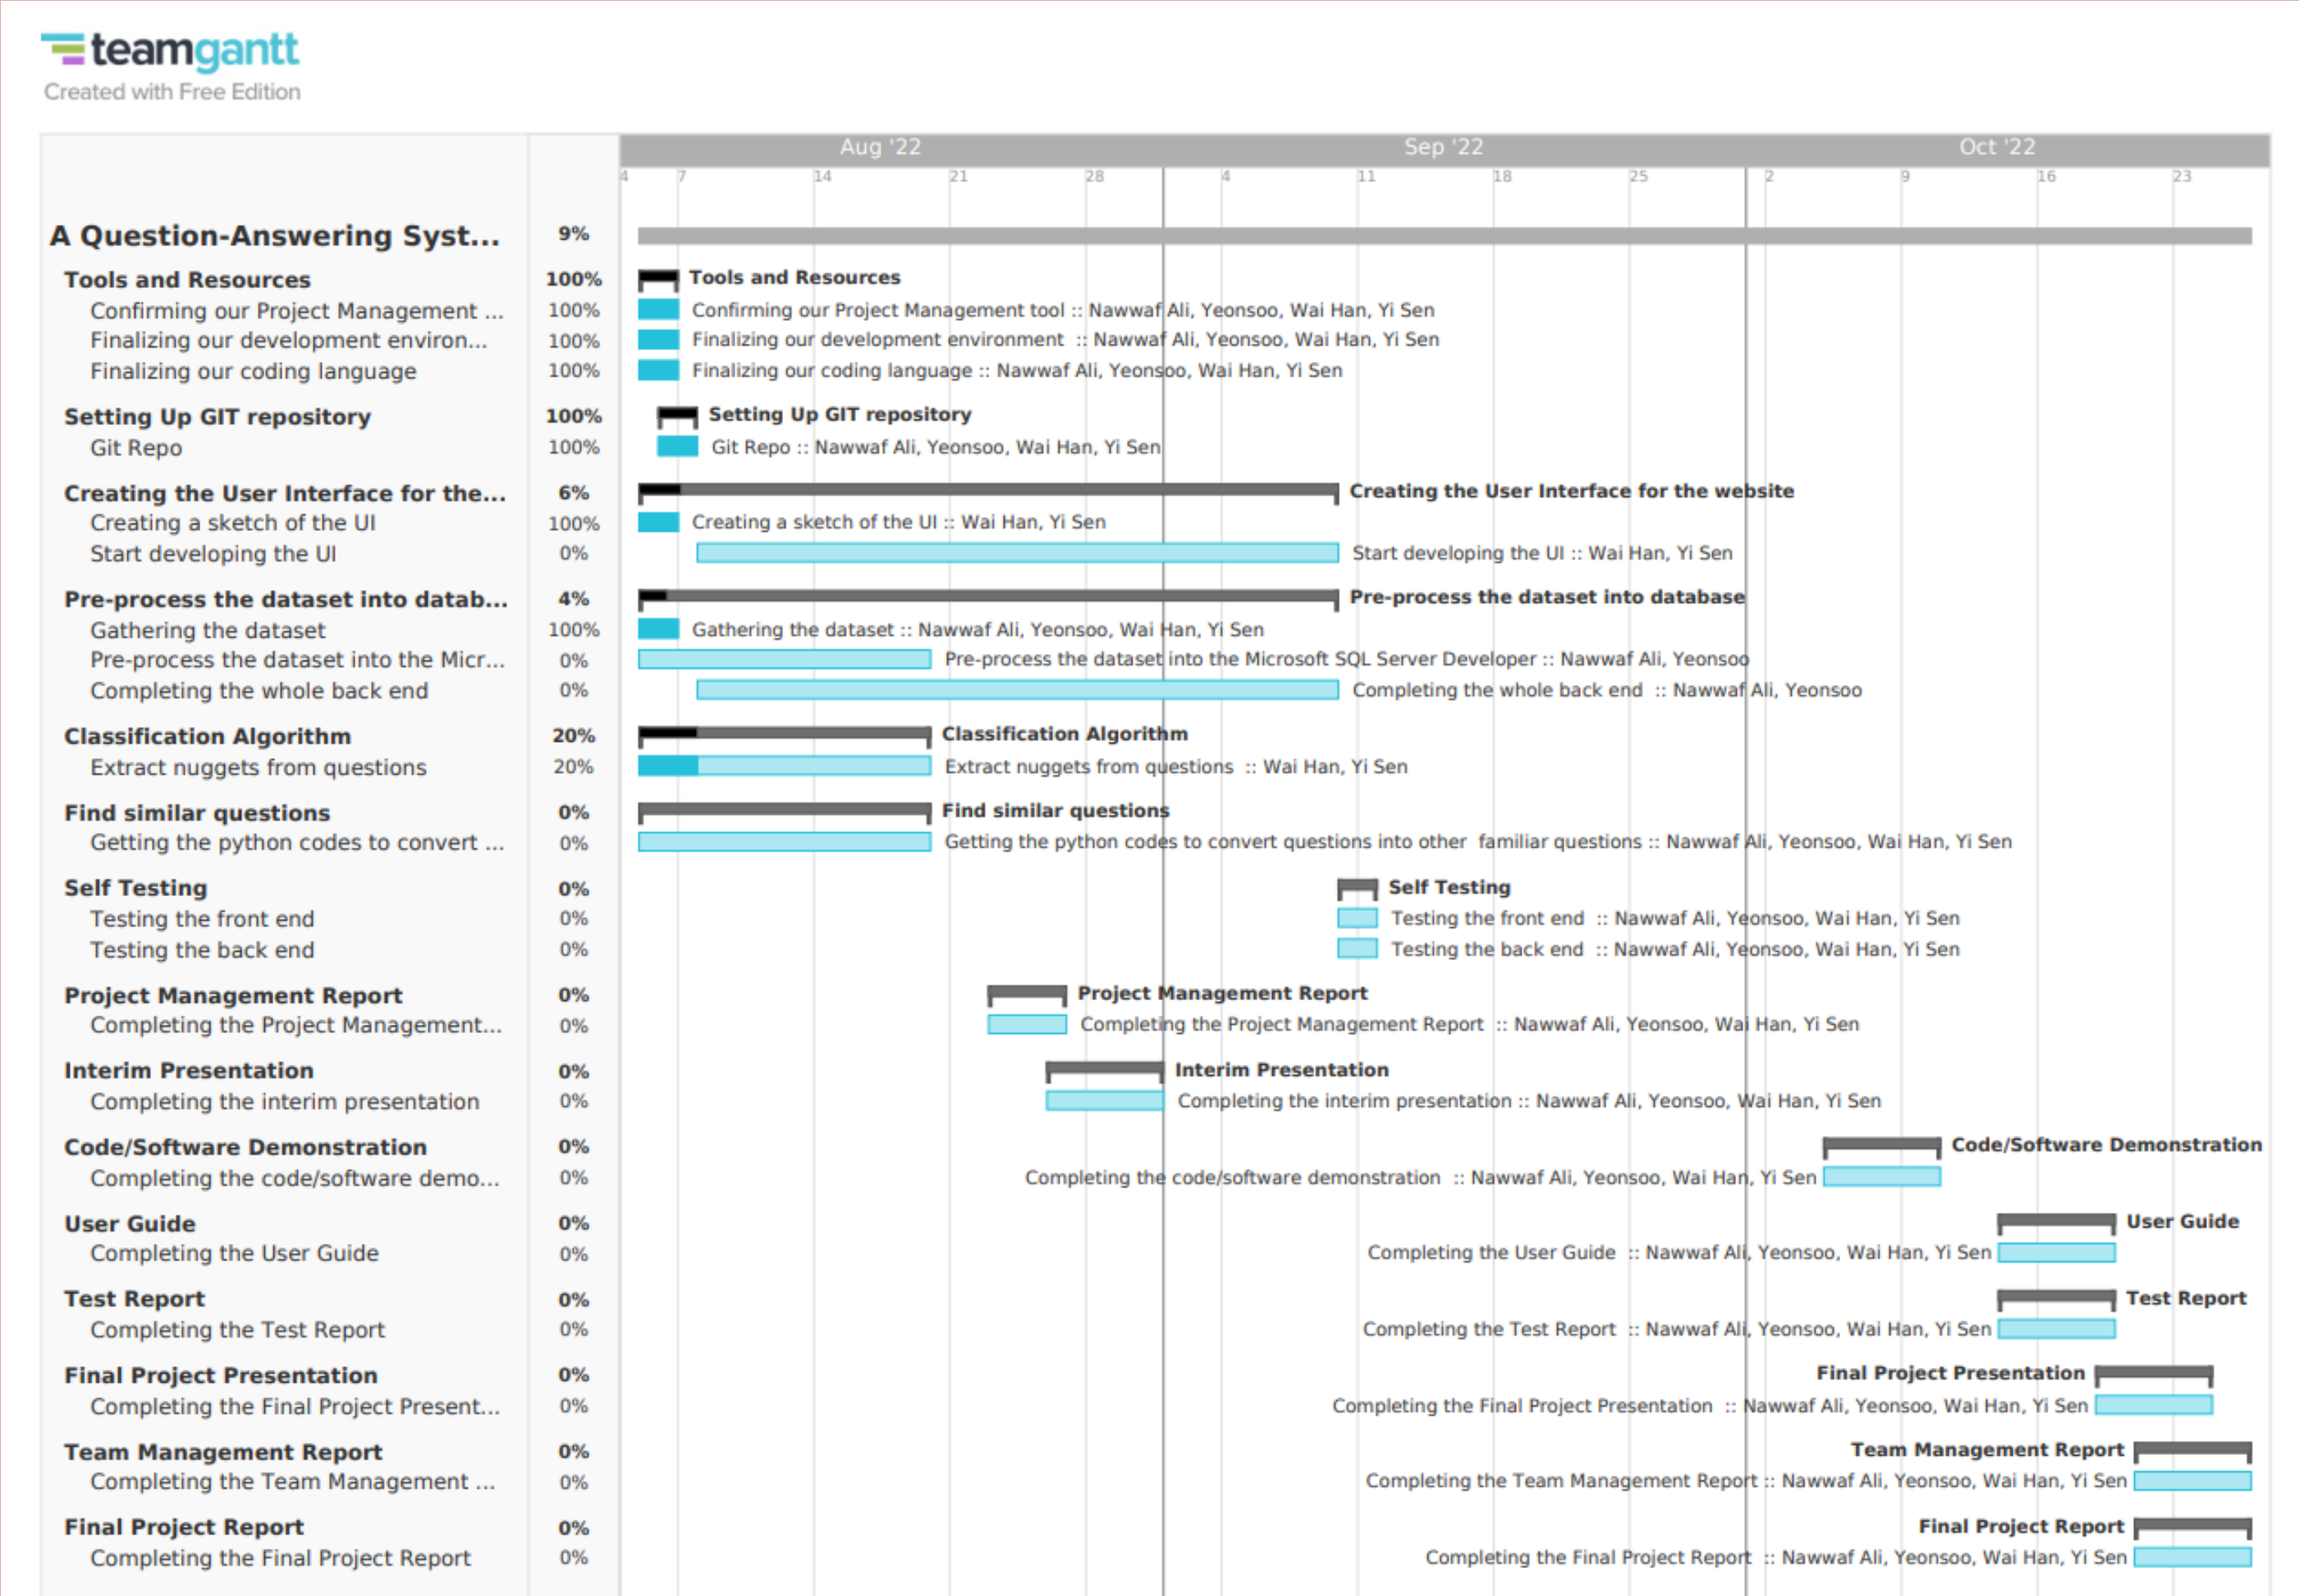 teamgantt
Created with Free Edition
Aug '22 Sep '22 Oct '22
4 7 14 21 28 4 11 18 25 2 9 16 23
A Question-Answering Syst... 9%
Tools and Resources 100% Tools and Resources
Confirming our Project Management ... 100% Confirming our Project Management tool :: Nawwaf Ali, Yeonsoo, Wai Han, Yi Sen
Finalizing our development environ... 100% Finalizing our development environment :: Nawwaf Ali, Yeonsoo, Wai Han, Yi Sen
Finalizing our coding language 100% Finalizing our coding language :: Nawwaf Ali, Yeonsoo, Wai Han, Yi Sen
Setting Up GIT repository 100% Setting Up GIT repository
Git Repo 100% Git Repo :: Nawwaf Ali, Yeonsoo, Wai Han, Yi Sen
Creating the User Interface for the... 6% Creating the User Interface for the website
Creating a sketch of the UI 100% Creating a sketch of the UI :: Wai Han, Yi Sen
Start developing the UI 0% Start developing the UI :: Wai Han, Yi Sen
Pre-process the dataset into datab... 4% Pre-process the dataset into database
Gathering the dataset 100% Gathering the dataset :: Nawwaf Ali, Yeonsoo, Wai Han, Yi Sen
Pre-process the dataset into the Micr... 0% Pre-process the dataset into the Microsoft SQL Server Developer :: Nawwaf Ali, Yeonsoo
Completing the whole back end 0% Completing the whole back end :: Nawwaf Ali, Yeonsoo
Classification Algorithm 20% Classification Algorithm
Extract nuggets from questions 20% Extract nuggets from questions :: Wai Han, Yi Sen
Find similar questions 0% Find similar questions
Getting the python codes to convert ... 0% Getting the python codes to convert questions into other familiar questions :: Nawwaf Ali, Yeonsoo, Wai Han, Yi Sen
Self Testing 0% Self Testing
Testing the front end 0% Testing the front end :: Nawwaf Ali, Yeonsoo, Wai Han, Yi Sen
Testing the back end 0% Testing the back end :: Nawwaf Ali, Yeonsoo, Wai Han, Yi Sen
Project Management Report 0% Project Management Report
Completing the Project Management... 0% Completing the Project Management Report :: Nawwaf Ali, Yeonsoo, Wai Han, Yi Sen
Interim Presentation 0% Interim Presentation
Completing the interim presentation 0% Completing the interim presentation :: Nawwaf Ali, Yeonsoo, Wai Han, Yi Sen
Code/Software Demonstration 0% Code/Software Demonstration
Completing the code/software demo... 0% Completing the code/software demonstration :: Nawwaf Ali, Yeonsoo, Wai Han, Yi Sen
User Guide 0% User Guide
Completing the User Guide 0% Completing the User Guide :: Nawwaf Ali, Yeonsoo, Wai Han, Yi Sen
Test Report 0% Test Report
Completing the Test Report 0% Completing the Test Report :: Nawwaf Ali, Yeonsoo, Wai Han, Yi Sen
Final Project Presentation 0% Final Project Presentation
Completing the Final Project Present... 0% Completing the Final Project Presentation :: Nawwaf Ali, Yeonsoo, Wai Han, Yi Sen
Team Management Report 0% Team Management Report
Completing the Team Management ... 0% Completing the Team Management Report :: Nawwaf Ali, Yeonsoo, Wai Han, Yi Sen
Final Project Report 0% Final Project Report
Completing the Final Project Report 0% Completing the Final Project Report :: Nawwaf Ali, Yeonsoo, Wai Han, Yi Sen